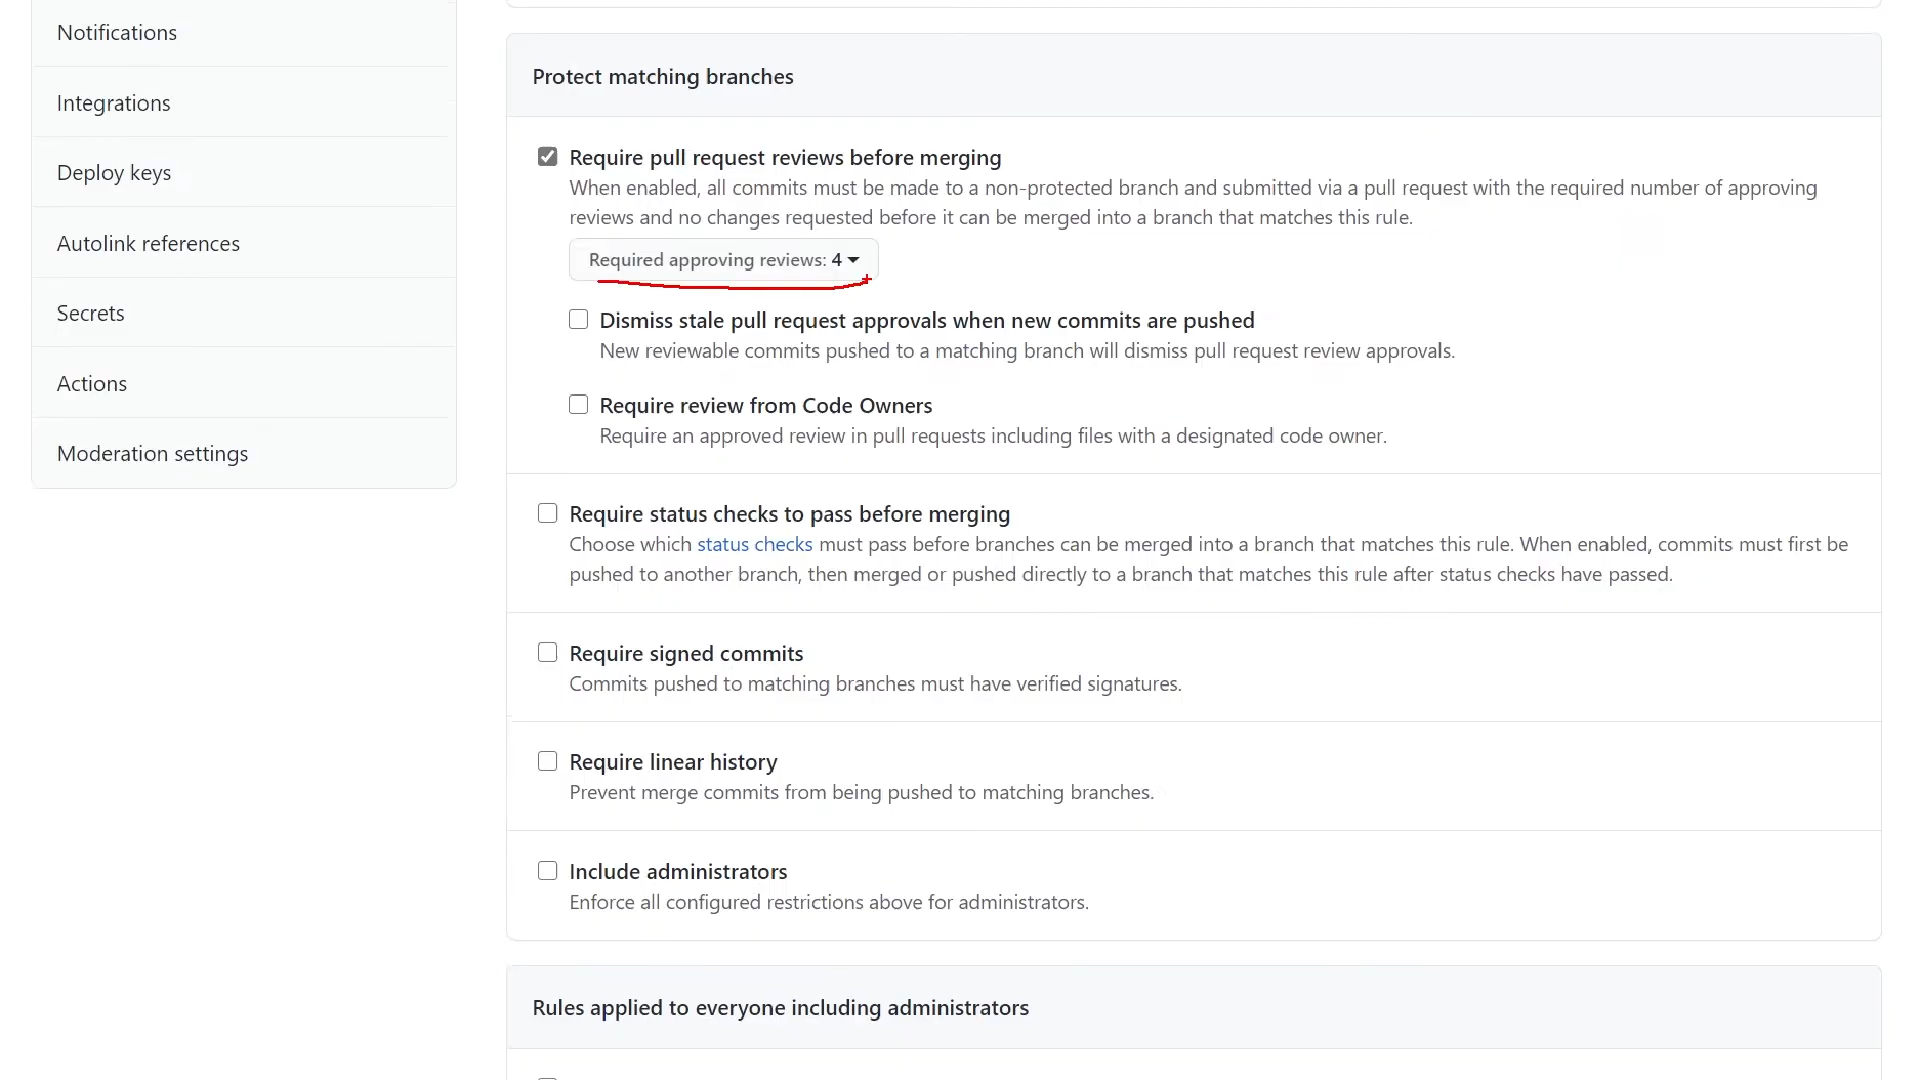 Notifications
Integrations
Deploy keys
Autolink references
Secrets
Actions
Moderation settings
Protect matching branches
Require pull request reviews before merging
When enabled, all commits must be made to a non-protected branch and submitted via a pull request with the required number of approving
reviews and no changes requested before it can be merged into a branch that matches this rule.
Required approving reviews: 4
Dismiss stale pull request approvals when new commits are pushed
New reviewable commits pushed to a matching branch will dismiss pull request review approvals.
Require review from Code Owners
Require an approved review in pull requests including files with a designated code owner.
Require status checks to pass before merging
Choose which status checks must pass before branches can be merged into a branch that matches this rule. When enabled, commits must first be
pushed to another branch, then merged or pushed directly to a branch that matches this rule after status checks have passed.
Require signed commits
Commits pushed to matching branches must have verified signatures.
Require linear history
Prevent merge commits from being pushed to matching branches.
Include administrators
Enforce all configured restrictions above for administrators.
Rules applied to everyone including administrators